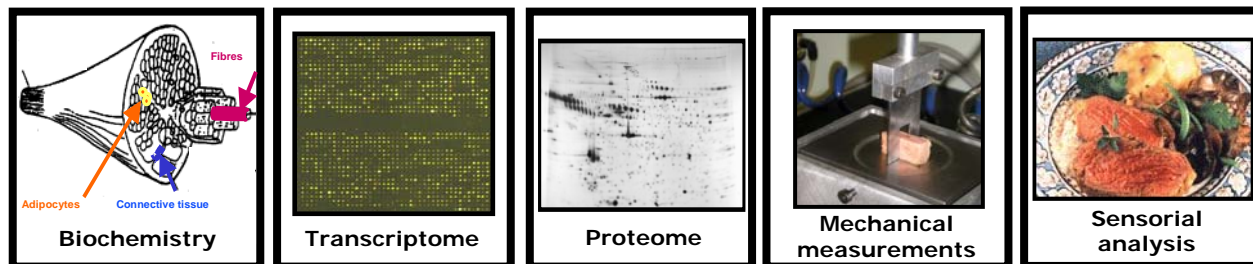 Fibres
Adipocytes
Connective tissue
Biochemistry
Transcriptome
Proteome
Mechanical
measurements
Sensorial
analysis